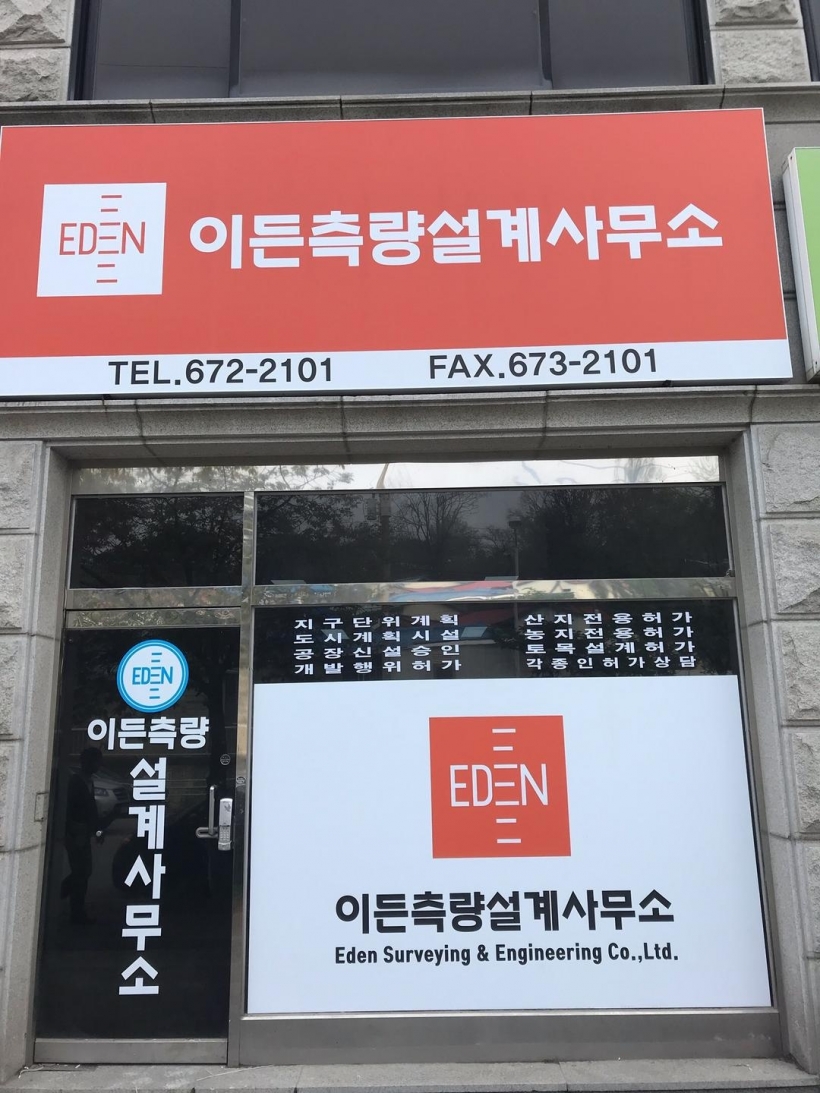 EDEN
이든측량설계사무소
TEL.672-2101 FAX.673-2101
지구단위계획 산지전용허가
도시계획시설 농지전용허가
공장신설승인 토목설계허가
개발행위허가 각종인허가상담
EDEN
이든측량
설계사무소
EDEN
이든측량설계사무소
Eden Surveying & Engineering Co.,Ltd.